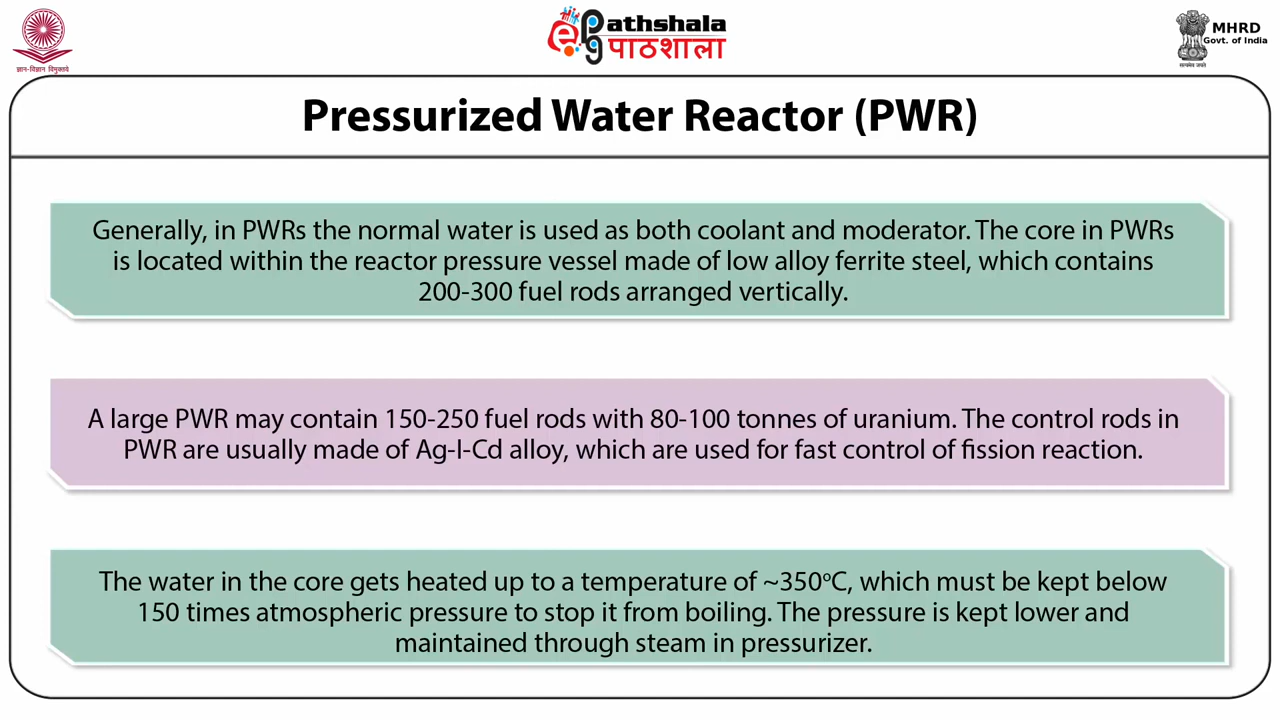 ePathshala
पाठशाला
MHRD
Govt. of India
ज्ञान-विज्ञान विमुक्तये
सत्यमेव जयते
Pressurized Water Reactor (PWR)
Generally, in PWRs the normal water is used as both coolant and moderator. The core in PWRs
is located within the reactor pressure vessel made of low alloy ferrite steel, which contains
200-300 fuel rods arranged vertically.
A large PWR may contain 150-250 fuel rods with 80-100 tonnes of uranium. The control rods in
PWR are usually made of Ag-I-Cd alloy, which are used for fast control of fission reaction.
The water in the core gets heated up to a temperature of ~350°C, which must be kept below
150 times atmospheric pressure to stop it from boiling. The pressure is kept lower and
maintained through steam in pressurizer.